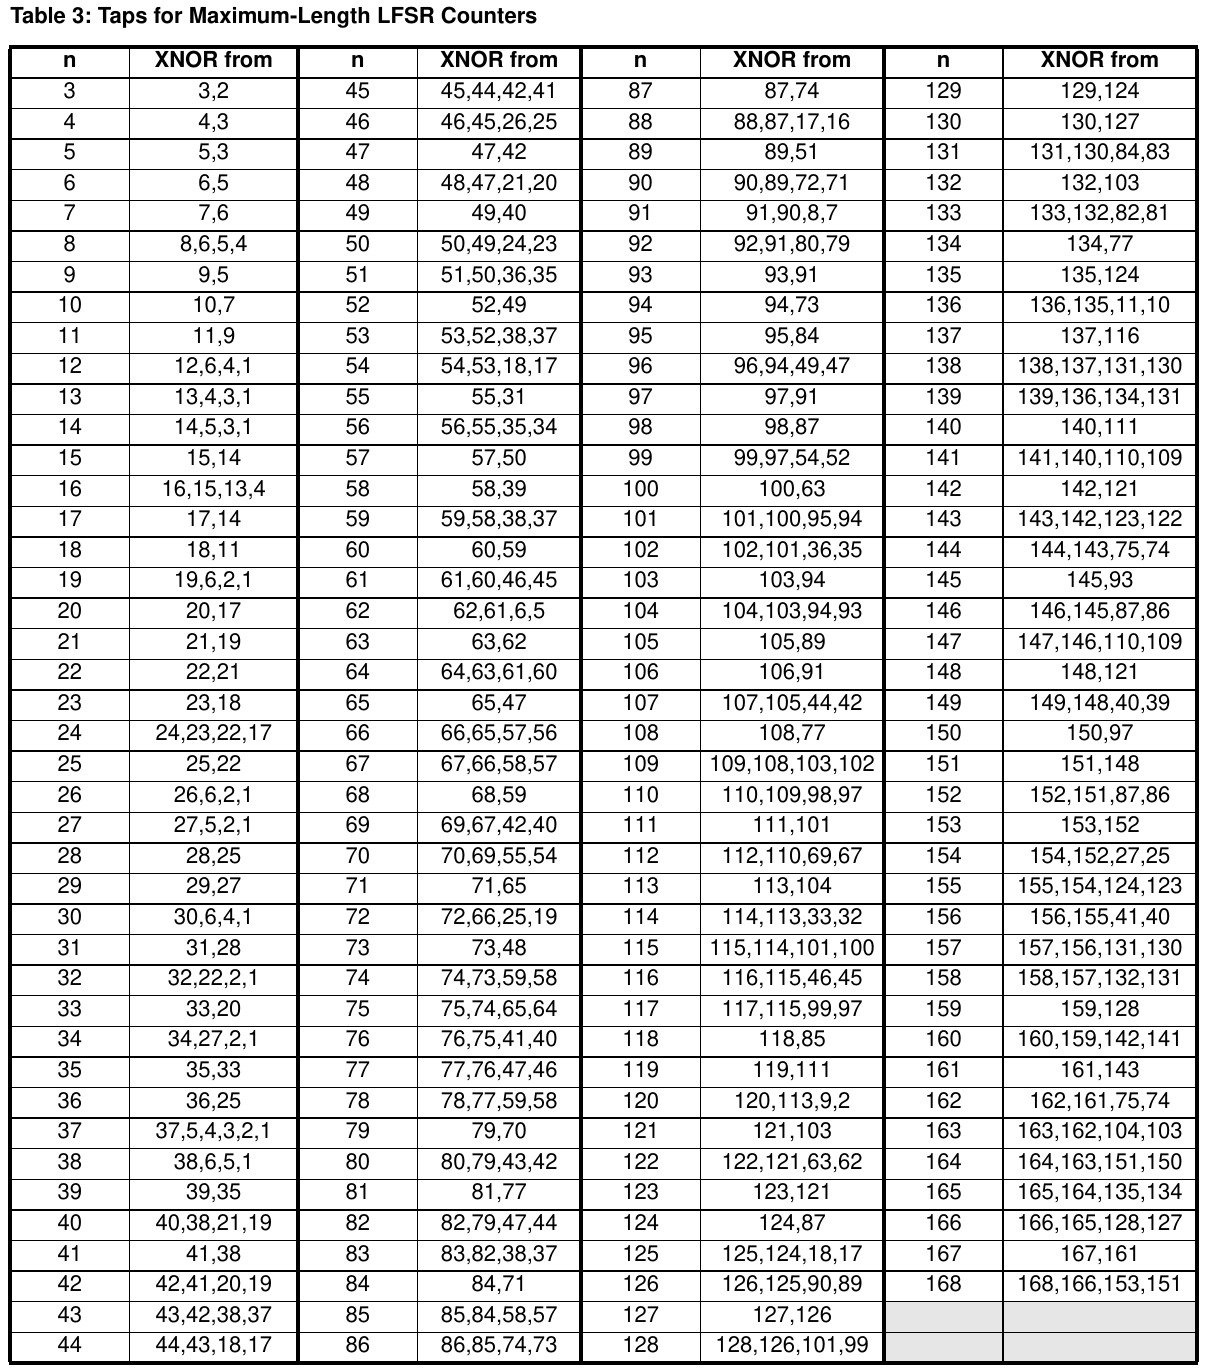 Table 3: Taps for Maximum-Length LFSR Counters
n XNOR from n XNOR from n XNOR from n XNOR from
3 3,2 45 45,44,42,41 87 87,74 129 129,124
4 4,3 46 46,45,26,25 88 88,87,17,16 130 130,127
5 5,3 47 47,42 89 89,51 131 131,130,84,83
6 6,5 48 48,47,21,20 90 90,89,72,71 132 132,103
7 7,6 49 49,40 91 91,90,8,7 133 133,132,82,81
8 8,6,5,4 50 50,49,24,23 92 92,91,80,79 134 134,77
9 9,5 51 51,50,36,35 93 93,91 135 135,124
10 10,7 52 52,49 94 94,73 136 136,135,11,10
11 11,9 53 53,52,38,37 95 95,84 137 137,116
12 12,6,4,1 54 54,53,18,17 96 96,94,49,47 138 138,137,131,130
13 13,4,3,1 55 55,31 97 97,91 139 139,136,134,131
14 14,5,3,1 56 56,55,35,34 98 98,87 140 140,111
15 15,14 57 57,50 99 99,97,54,52 141 141,140,110,109
16 16,15,13,4 58 58,39 100 100,63 142 142,121
17 17,14 59 59,58,38,37 101 101,100,95,94 143 143,142,123,122
18 18,11 60 60,59 102 102,101,36,35 144 144,143,75,74
19 19,6,2,1 61 61,60,46,45 103 103,94 145 145,93
20 20,17 62 62,61,6,5 104 104,103,94,93 146 146,145,87,86
21 21,19 63 63,62 105 105,89 147 147,146,110,109
22 22,21 64 64,63,61,60 106 106,91 148 148,121
23 23,18 65 65,47 107 107,105,44,42 149 149,148,40,39
24 24,23,22,17 66 66,65,57,56 108 108,77 150 150,97
25 25,22 67 67,66,58,57 109 109,108,103,102 151 151,148
26 26,6,2,1 68 68,59 110 110,109,98,97 152 152,151,87,86
27 27,5,2,1 69 69,67,42,40 111 111,101 153 153,152
28 28,25 70 70,69,55,54 112 112,110,69,67 154 154,152,27,25
29 29,27 71 71,65 113 113,104 155 155,154,124,123
30 30,6,4,1 72 72,66,25,19 114 114,113,33,32 156 156,155,41,40
31 31,28 73 73,48 115 115,114,101,100 157 157,156,131,130
32 32,22,2,1 74 74,73,59,58 116 116,115,46,45 158 158,157,132,131
33 33,20 75 75,74,65,64 117 117,115,99,97 159 159,128
34 34,27,2,1 76 76,75,41,40 118 118,85 160 160,159,142,141
35 35,33 77 77,76,47,46 119 119,111 161 161,143
36 36,25 78 78,77,59,58 120 120,113,9,2 162 162,161,75,74
37 37,5,4,3,2,1 79 79,70 121 121,103 163 163,162,104,103
38 38,6,5,1 80 80,79,43,42 122 122,121,63,62 164 164,163,151,150
39 39,35 81 81,77 123 123,121 165 165,164,135,134
40 40,38,21,19 82 82,79,47,44 124 124,87 166 166,165,128,127
41 41,38 83 83,82,38,37 125 125,124,18,17 167 167,161
42 42,41,20,19 84 84,71 126 126,125,90,89 168 168,166,153,151
43 43,42,38,37 85 85,84,58,57 127 127,126
44 44,43,18,17 86 86,85,74,73 128 128,126,101,99